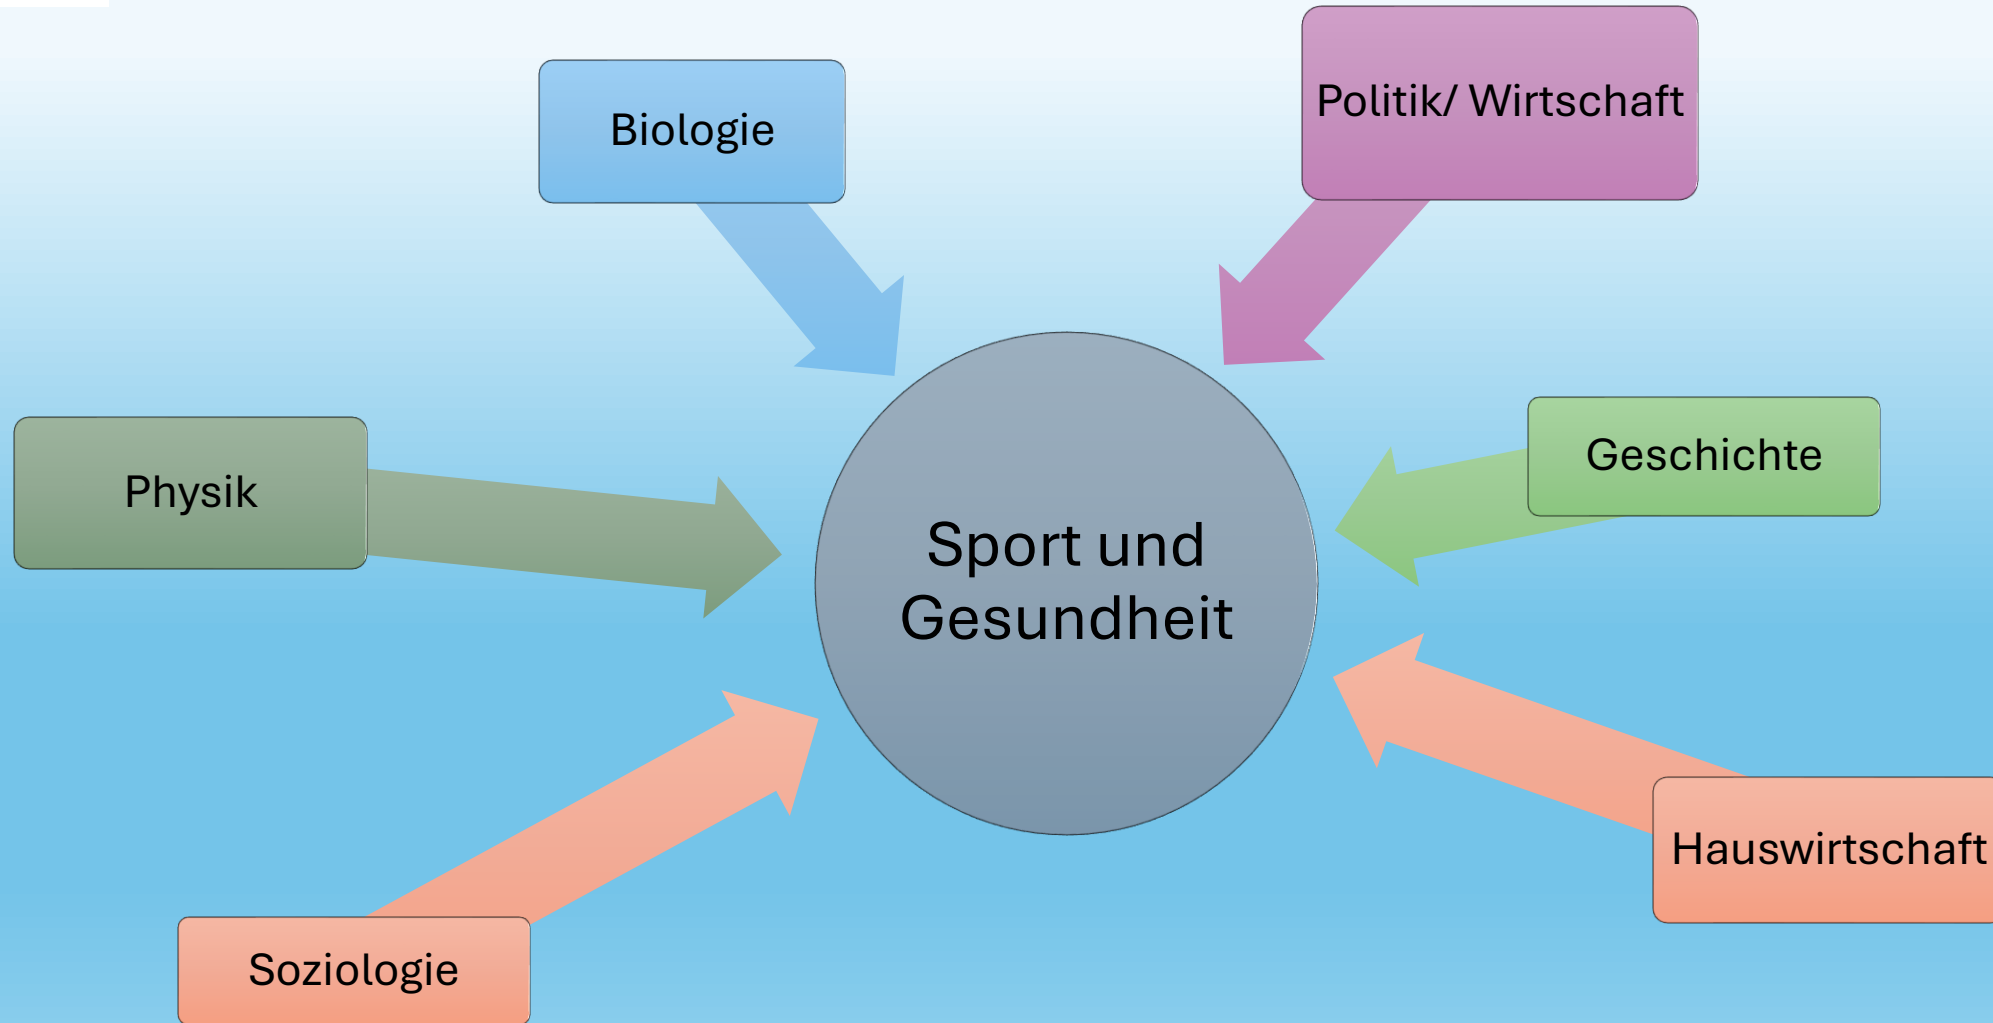 Biologie
Politik/ Wirtschaft
Physik
Geschichte
Sport und
Gesundheit
Hauswirtschaft
Soziologie